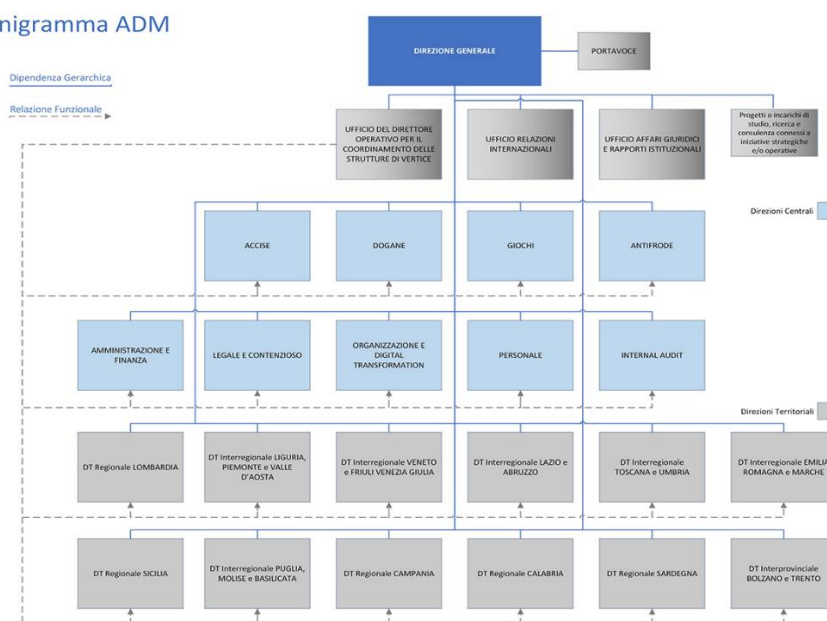 nigramma ADM
DIREZIONE GENERALE
PORTAVOCE
Dipendenza Gerarchica
Relazione Funzionale
UFFICIO DEL DIRETTORE
OPERATIVO PER IL
COORDINAMENTO DELLE
STRUTTURE DI VERTICE
UFFICIO RELAZIONI
INTERNAZIONALI
UFFICIO AFFARI GIURIDICI
E RAPPORTI ISTITUZIONALI
Progetti o incarichi di
studio, ricerca e
consulenza connessi a
iniziative strategiche
e/o operative
Direzioni Centrali
ACCISE
DOGANE
GIOCHI
ANTIFRODE
AMMINISTRAZIONE E
FINANZA
LEGALE E CONTENZIOSO
ORGANIZZAZIONE E
DIGITAL
TRANSFORMATION
PERSONALE
INTERNAL AUDIT
Direzioni Territoriali
DT Regionale LOMBARDIA
DT Interregionale LIGURIA,
PIEMONTE e VALLE
D'AOSTA
DT Interregionale VENETO
e FRIULI VENEZIA GIULIA
DT Interregionale LAZIO e
ABRUZZO
DT Interregionale
TOSCANA e UMBRIA
DT Interregionale EMILIA
ROMAGNA e MARCHE
DT Regionale SICILIA
DT Interregionale PUGLIA,
MOLISE e BASILICATA
DT Regionale CAMPANIA
DT Regionale CALABRIA
DT Regionale SARDEGNA
DT Interprovinciale
BOLZANO e TRENTO